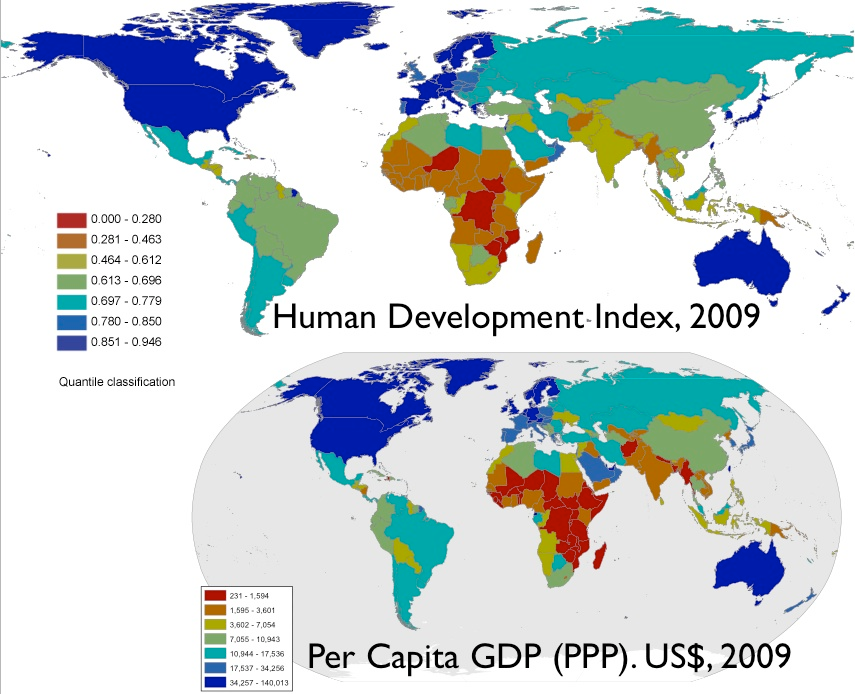 0.000 - 0.280
0.281 - 0.463
0.464 - 0.612
0.613 - 0.696
0.697 - 0.779
0.780 - 0.850
0.851 - 0.946
Human Development Index, 2009
Quantile classification
231 - 1,594
1,595 - 3,601
3,602 - 7,054
7,055 - 10,943
10,944 - 17,536
17,537 - 34,256
34,257 - 140,013
Per Capita GDP (PPP). US$, 2009